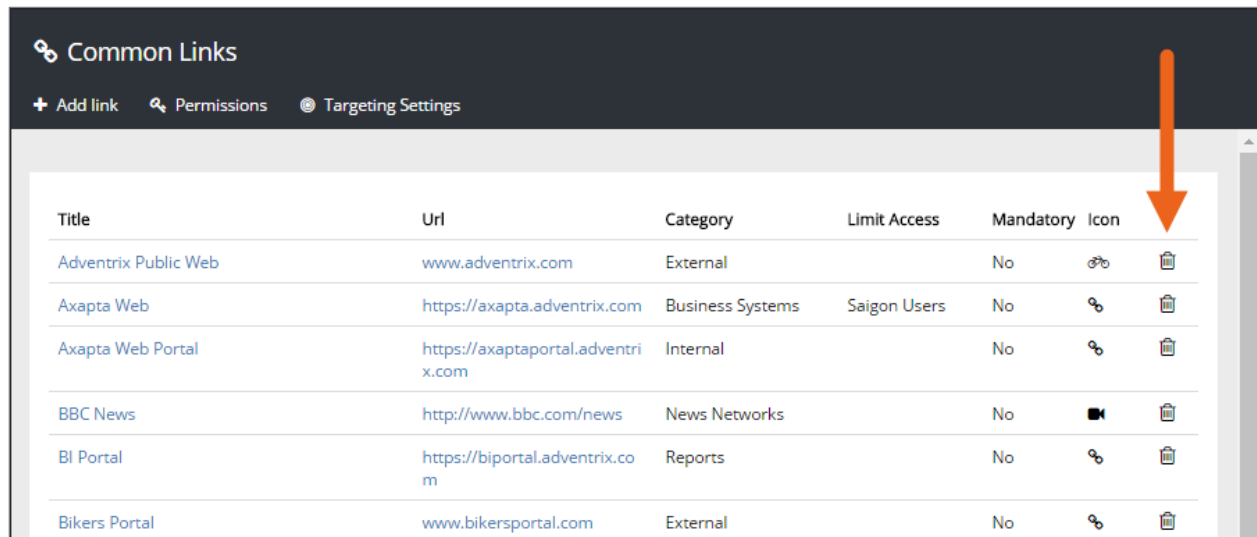 Common Links
Add link Permissions Targeting Settings
Title Url Category Limit Access Mandatory Icon
Adventrix Public Web www.adventrix.com External No
Axapta Web https://axapta.adventrix.com Business Systems Saigon Users No
Axapta Web Portal https://axaptaportal.adventri Internal No
x.com
BBC News http://www.bbc.com/news News Networks No
BI Portal https://biportal.adventrix.co Reports No
m
Bikers Portal www.bikersportal.com External No